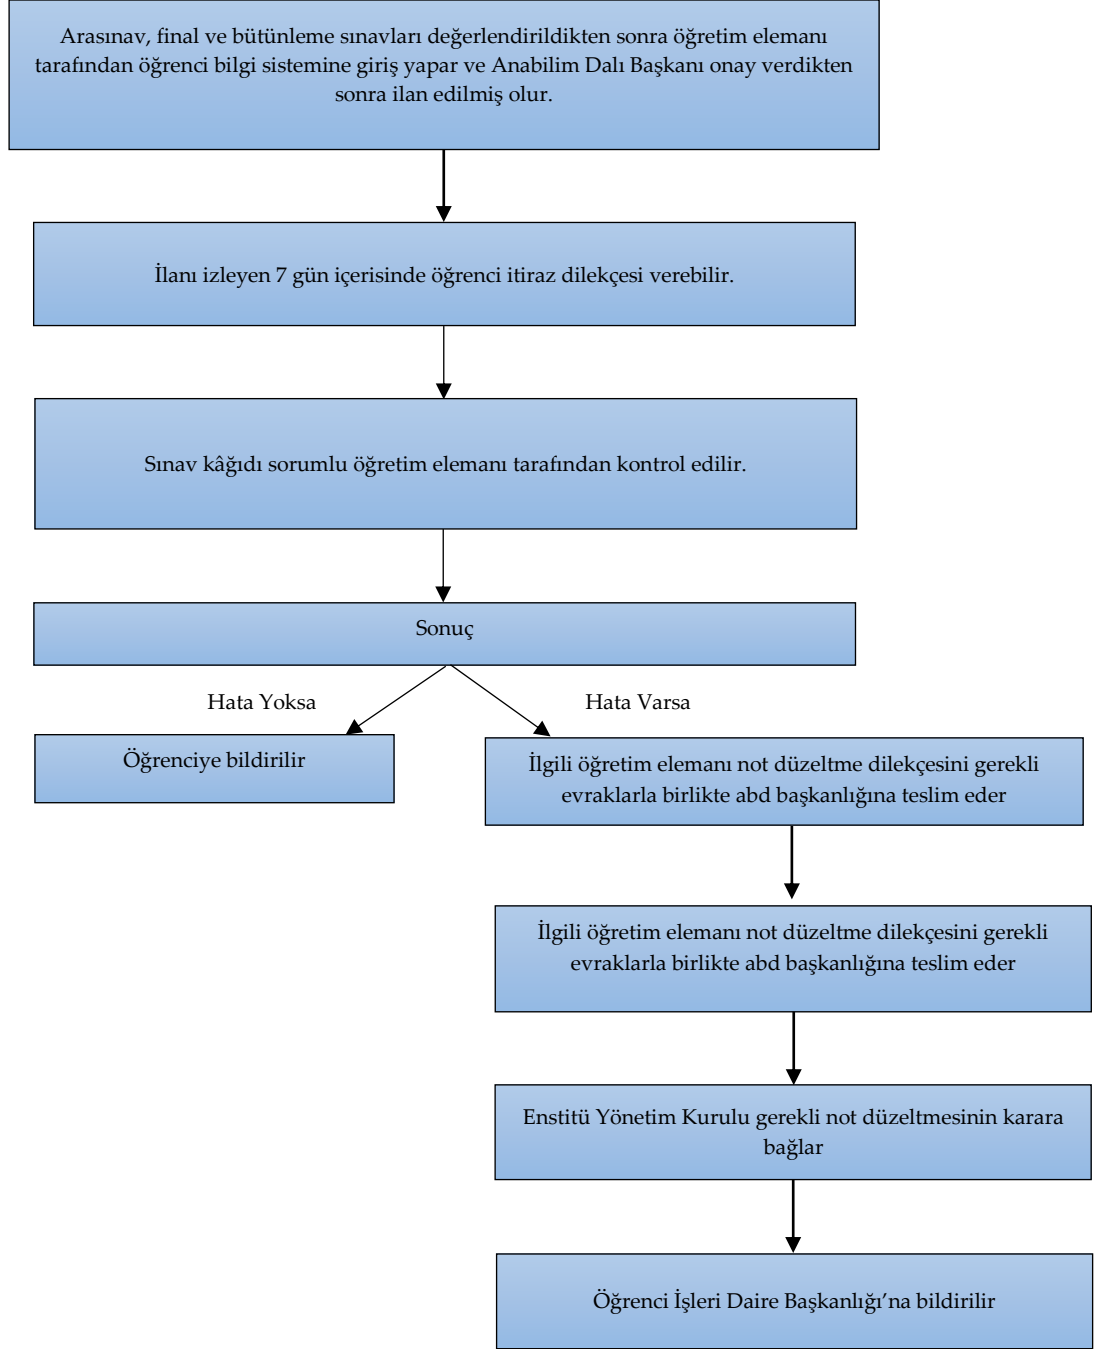 Arasınav, final ve bütünleme sınavları değerlendirildikten sonra öğretim elemanı
tarafından öğrenci bilgi sistemine giriş yapar ve Anabilim Dalı Başkanı onay verdikten
sonra ilan edilmiş olur.
İlanı izleyen 7 gün içerisinde öğrenci itiraz dilekçesi verebilir.
Sınav kâğıdı sorumlu öğretim elemanı tarafından kontrol edilir.
Sonuç
Hata Yoksa
Hata Varsa
Öğrenciye bildirilir
İlgili öğretim elemanı not düzeltme dilekçesini gerekli
evraklarla birlikte abd başkanlığına teslim eder
İlgili öğretim elemanı not düzeltme dilekçesini gerekli
evraklarla birlikte abd başkanlığına teslim eder
Enstitü Yönetim Kurulu gerekli not düzeltmesinin karara
bağlar
Öğrenci İşleri Daire Başkanlığı’na bildirilir